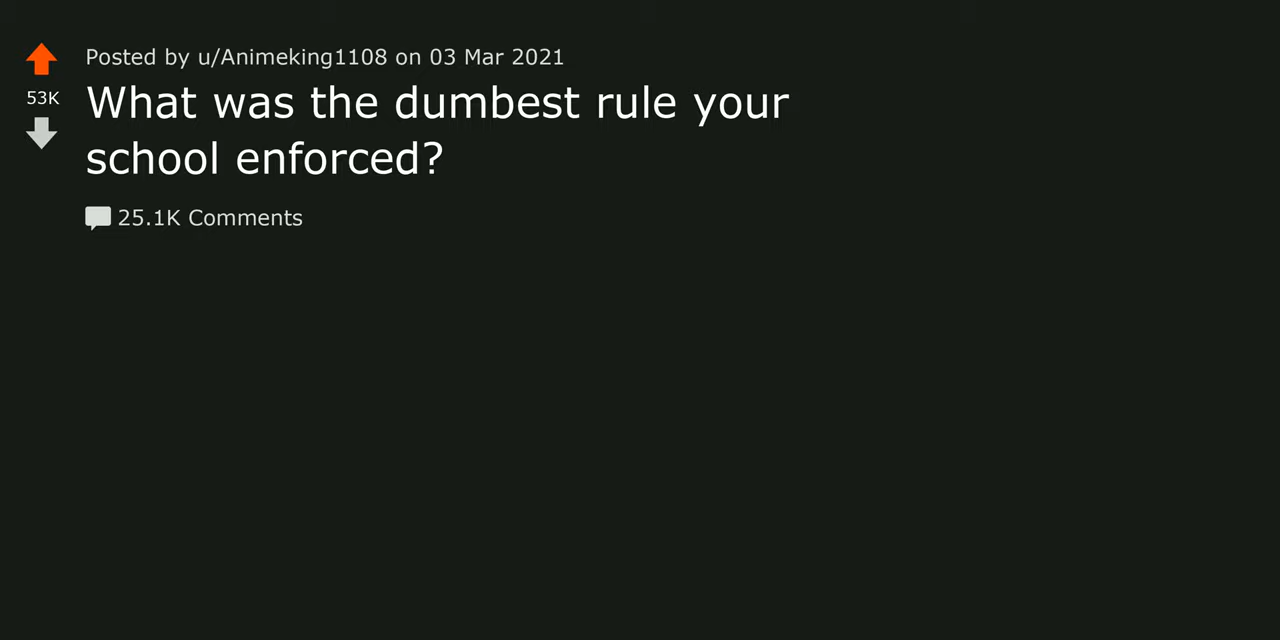 Posted by u/Animeking1108 on 03 Mar 2021
53K
What was the dumbest rule your
school enforced?
25.1K Comments